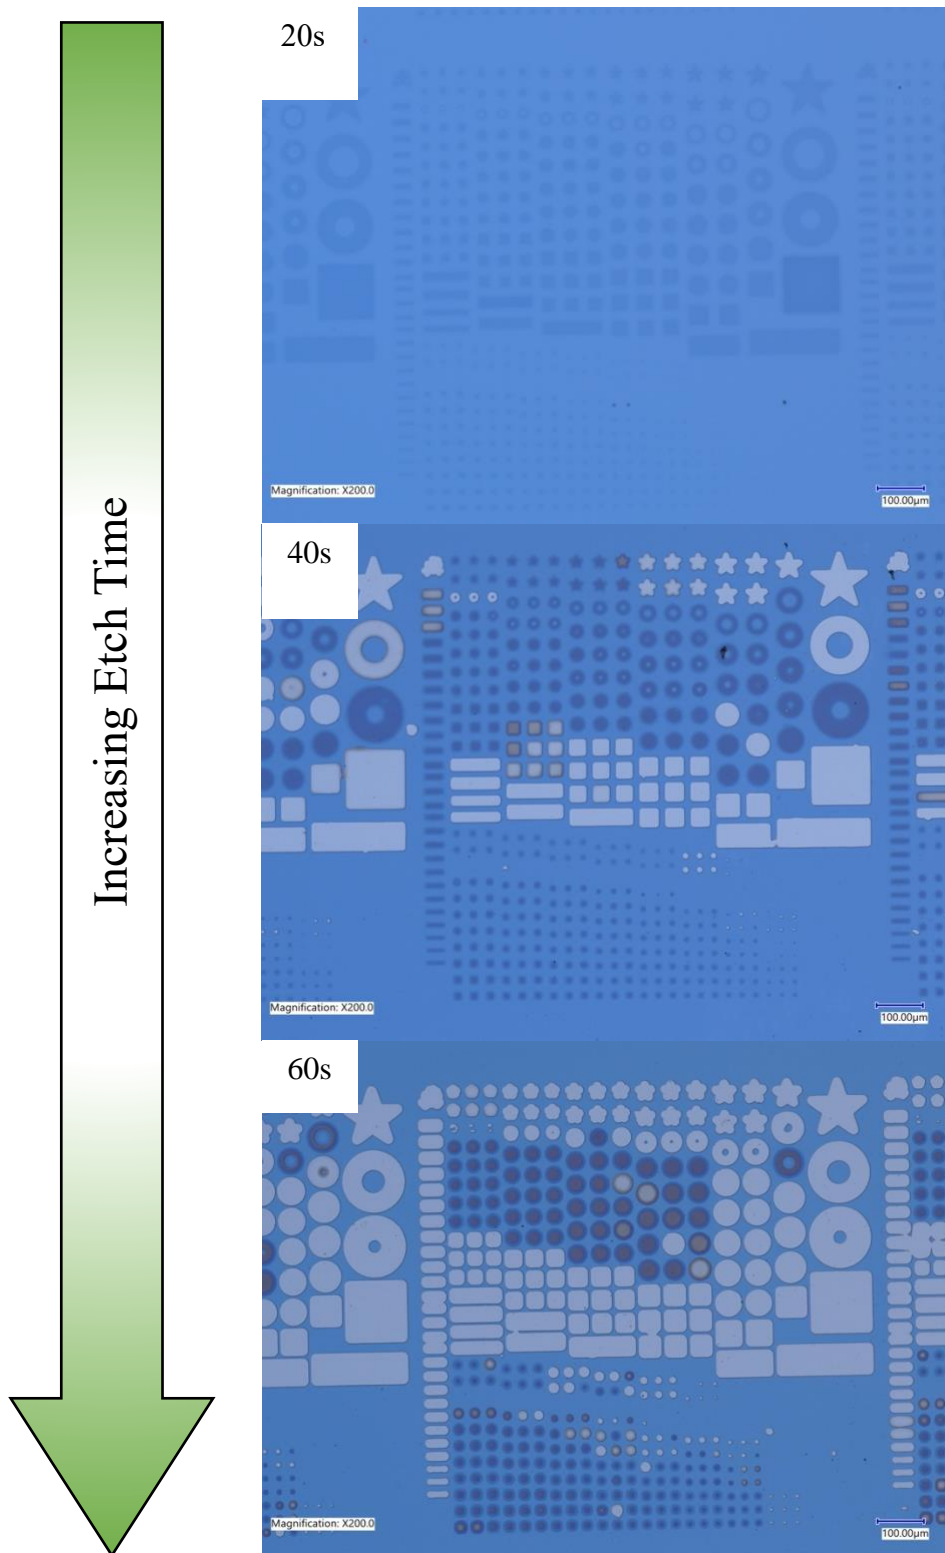 20s
Magnification: X200.0
100.00μm
Increasing Etch Time
40s
Magnification: X200.0
100.00μm
60s
Magnification: X200.0
100.00μm